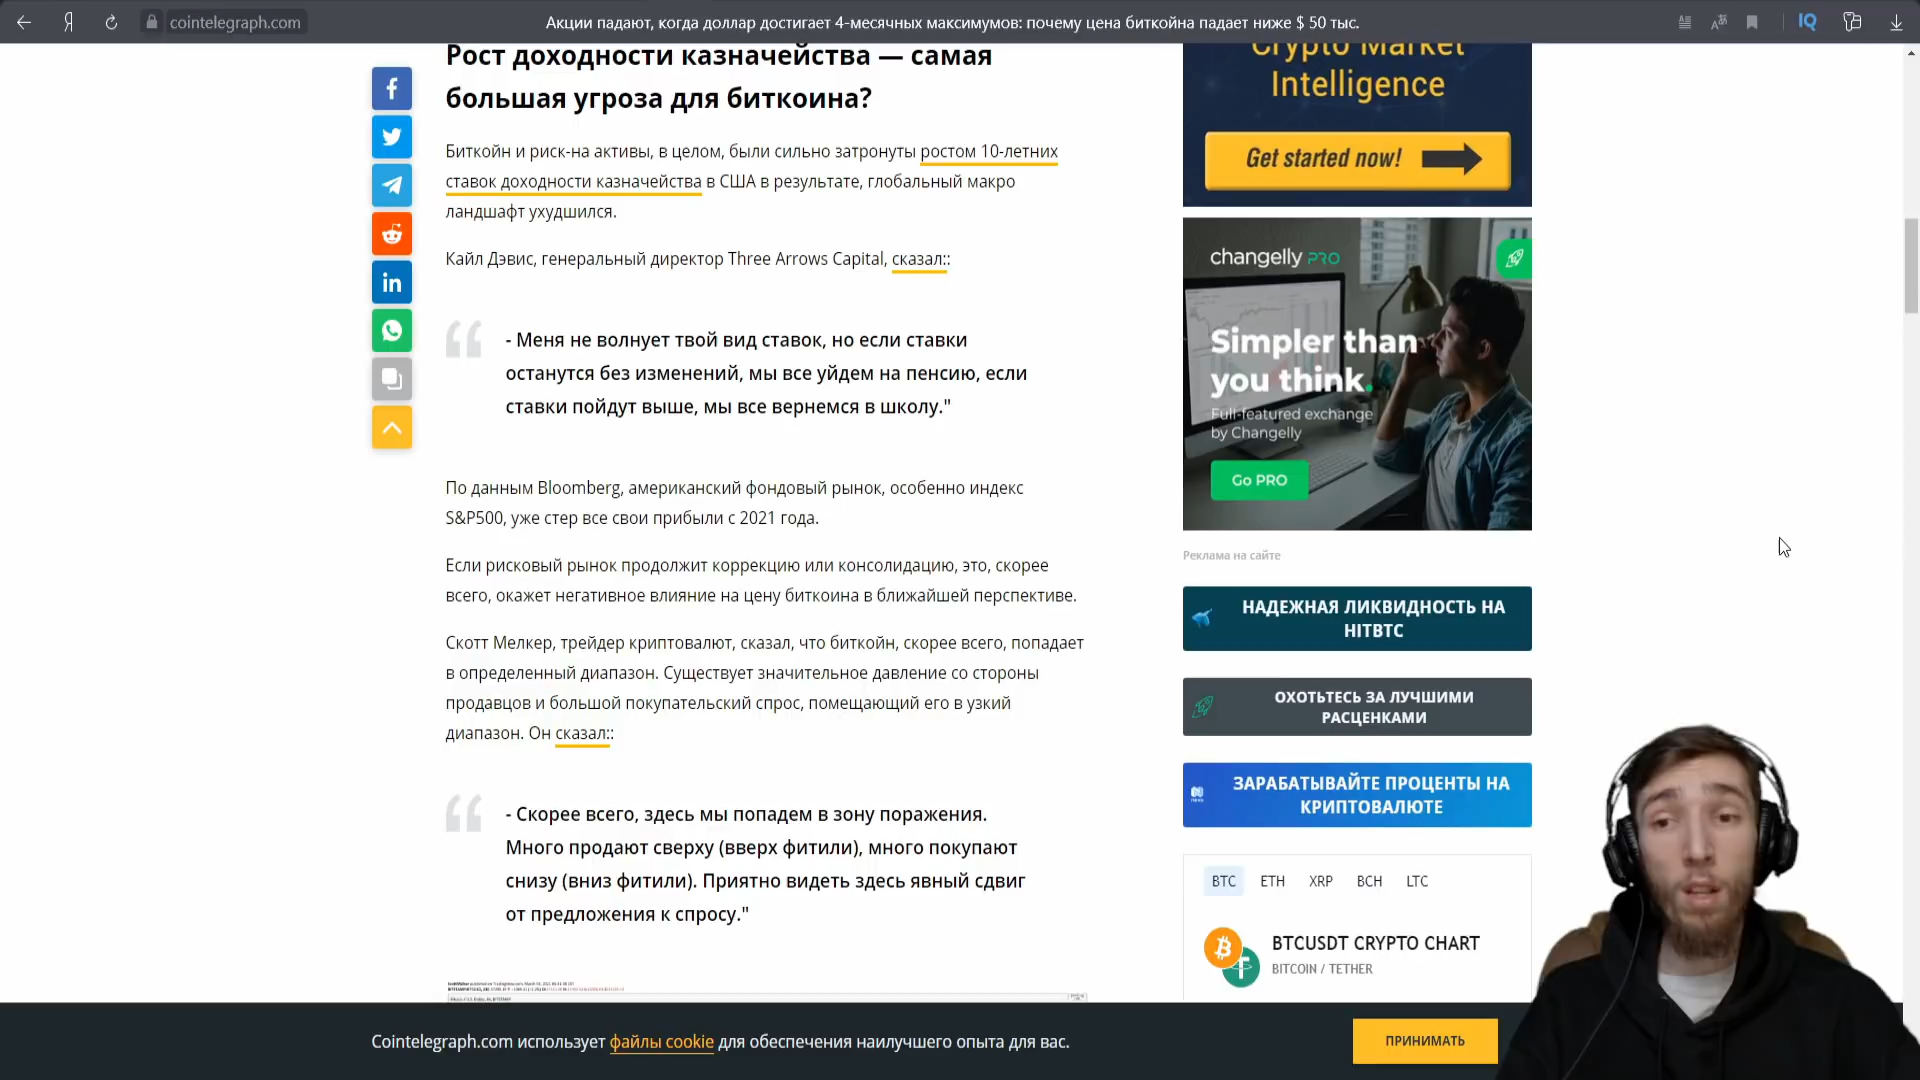 cointelegraph.com
Акции падают, когда доллар достигает 4-месячных максимумов: почему цена биткойна падает ниже $ 50 тыс.
IQ
Рост доходности казначейства — самая
большая угроза для биткоина?
Биткойн и риск-на активы, в целом, были сильно затронуты ростом 10-летних
ставок доходности казначейства в США в результате, глобальный макро
ландшафт ухудшился.
Кайл Дэвис, генеральный директор Three Arrows Capital, сказал::
- Меня не волнует твой вид ставок, но если ставки
останутся без изменений, мы все уйдем на пенсию, если
ставки пойдут выше, мы все вернемся в школу."
По данным Bloomberg, американский фондовый рынок, особенно индекс
S&P500, уже стер все свои прибыли с 2021 года.
Если рисковый рынок продолжит коррекцию или консолидацию, это, скорее
всего, окажет негативное влияние на цену биткоина в ближайшей перспективе.
Скотт Мелкер, трейдер криптовалют, сказал, что биткойн, скорее всего, попадает
в определенный диапазон. Существует значительное давление со стороны
продавцов и большой покупательский спрос, помещающий его в узкий
диапазон. Он сказал::
- Скорее всего, здесь мы попадем в зону поражения.
Много продают сверху (вверх фитили), много покупают
снизу (вниз фитили). Приятно видеть здесь явный сдвиг
от предложения к спросу."
Crypto Market
Intelligence
Get started now!
changelly PRO
Simpler than
you think.
Full-featured exchange
by Changelly
Go PRO
Реклама на сайте
НАДЕЖНАЯ ЛИКВИДНОСТЬ НА
HITBTC
ОХОТЬТЕСЬ ЗА ЛУЧШИМИ
РАСЦЕНКАМИ
ЗАРАБАТЫВАЙТЕ ПРОЦЕНТЫ НА
КРИПТОВАЛЮТЕ
BTC ETH XRP BCH LTC
BTCUSDT CRYPTO CHART
BITCOIN / TETHER
Cointelegraph.com использует файлы cookie для обеспечения наилучшего опыта для вас.
ПРИНИМАТЬ